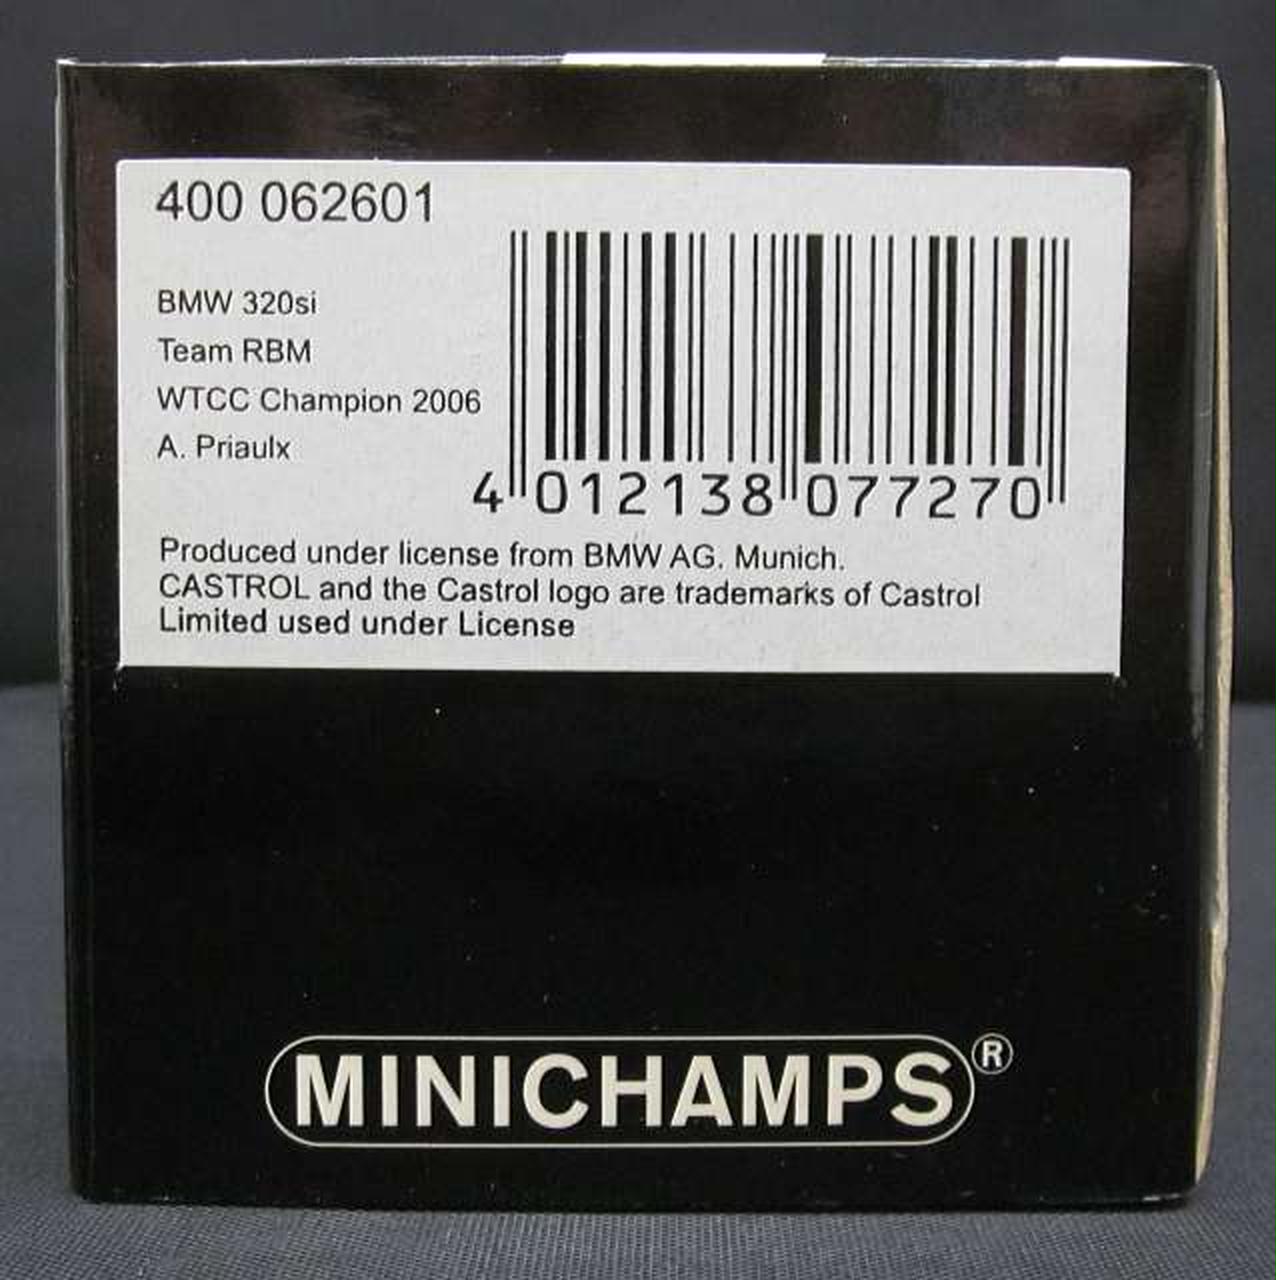 400 062601
BMW 320si
Team RBM
WTCC Champion 2006
A. Priaulx
4 012138 077270
Produced under license from BMW AG. Munich.
CASTROL and the Castrol logo are trademarks of Castrol
Limited used under License
MINICHAMPS®